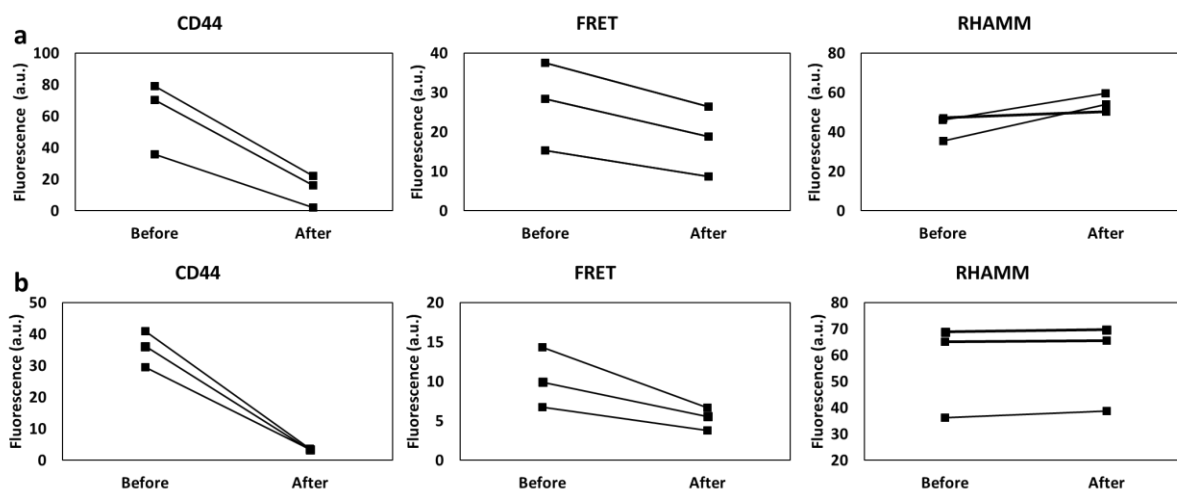 a
CD44
FRET
RHAMM
Fluorescence (a.u.)
100
80
60
40
20
0
Before
After
Fluorescence (a.u.)
40
30
20
10
0
Before
After
Fluorescence (a.u.)
80
60
40
20
0
Before
After
b
CD44
FRET
RHAMM
Fluorescence (a.u.)
50
40
30
20
10
0
Before
After
Fluorescence (a.u.)
20
15
10
5
0
Before
After
Fluorescence (a.u.)
80
70
60
50
40
30
20
Before
After